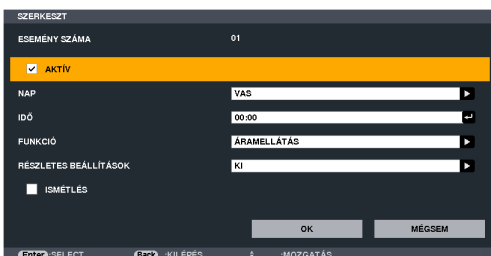 SZERKESZT
ESEMÉNY SZÁMA 01
AKTÍV
NAP VAS
IDŐ 00:00
FUNKCIÓ ÁRAMELLÁTÁS
RÉSZLETES BEÁLLÍTÁSOK KI
ISMÉTLÉS
OK MÉGSEM
Enter :SELECT Back :KILÉPÉS :MOZGATÁS